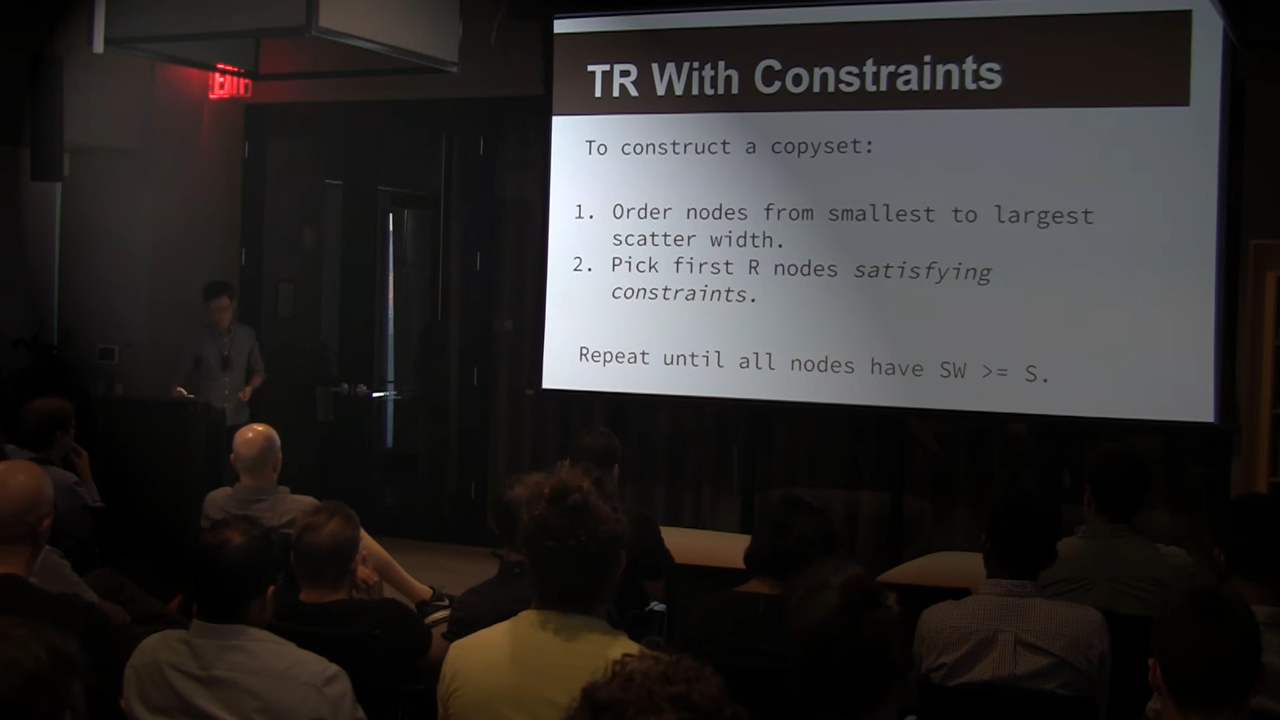 EXIT
TR With Constraints
To construct a copyset:
1. Order nodes from smallest to largest
scatter width.
2. Pick first R nodes satisfying
constraints.
Repeat until all nodes have SW >= S.